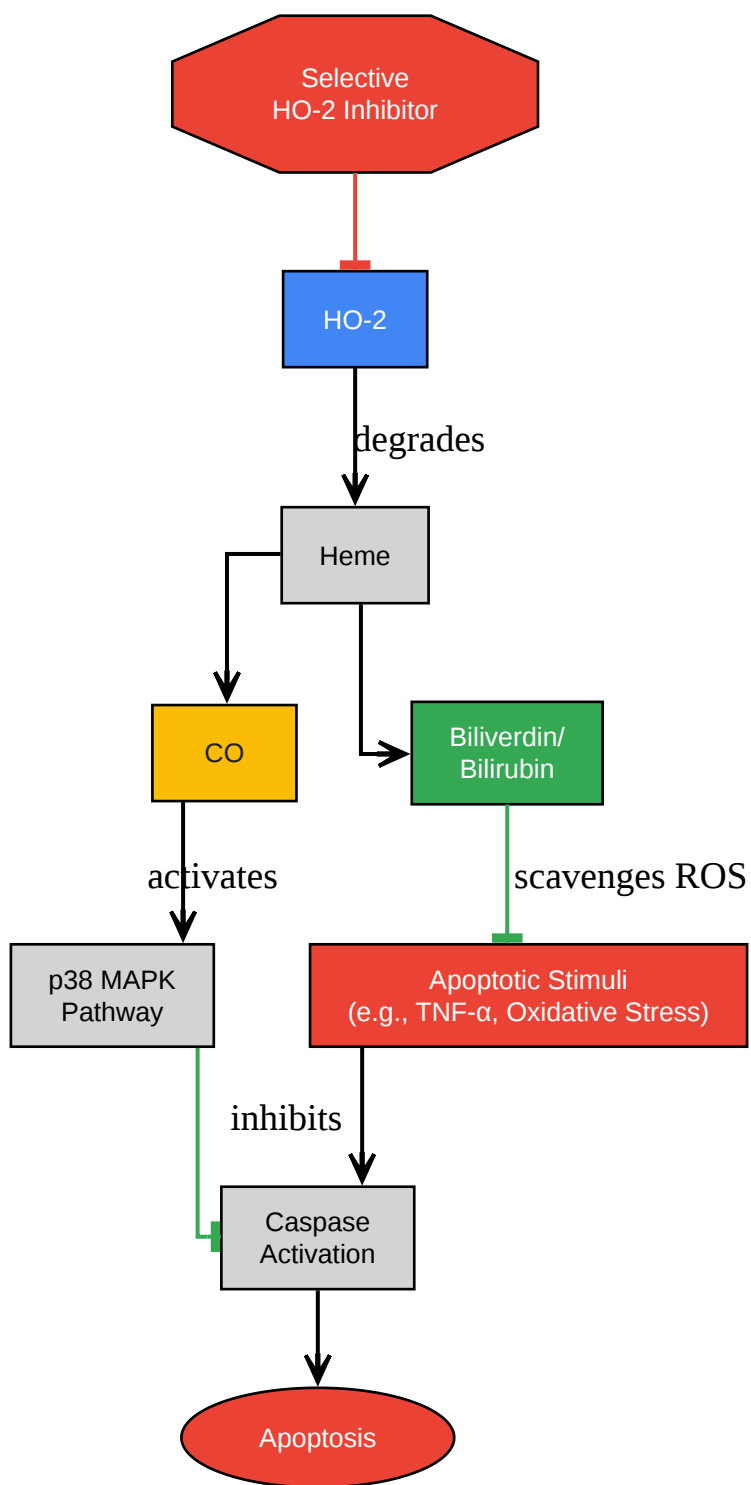 Selective
HO-2 Inhibitor
HO-2
degrades
Heme
CO
Biliverdin/
Bilirubin
activates
scavenges ROS
p38 MAPK
Pathway
Apoptotic Stimuli
(e.g., TNF-α, Oxidative Stress)
inhibits
Caspase
Activation
Apoptosis